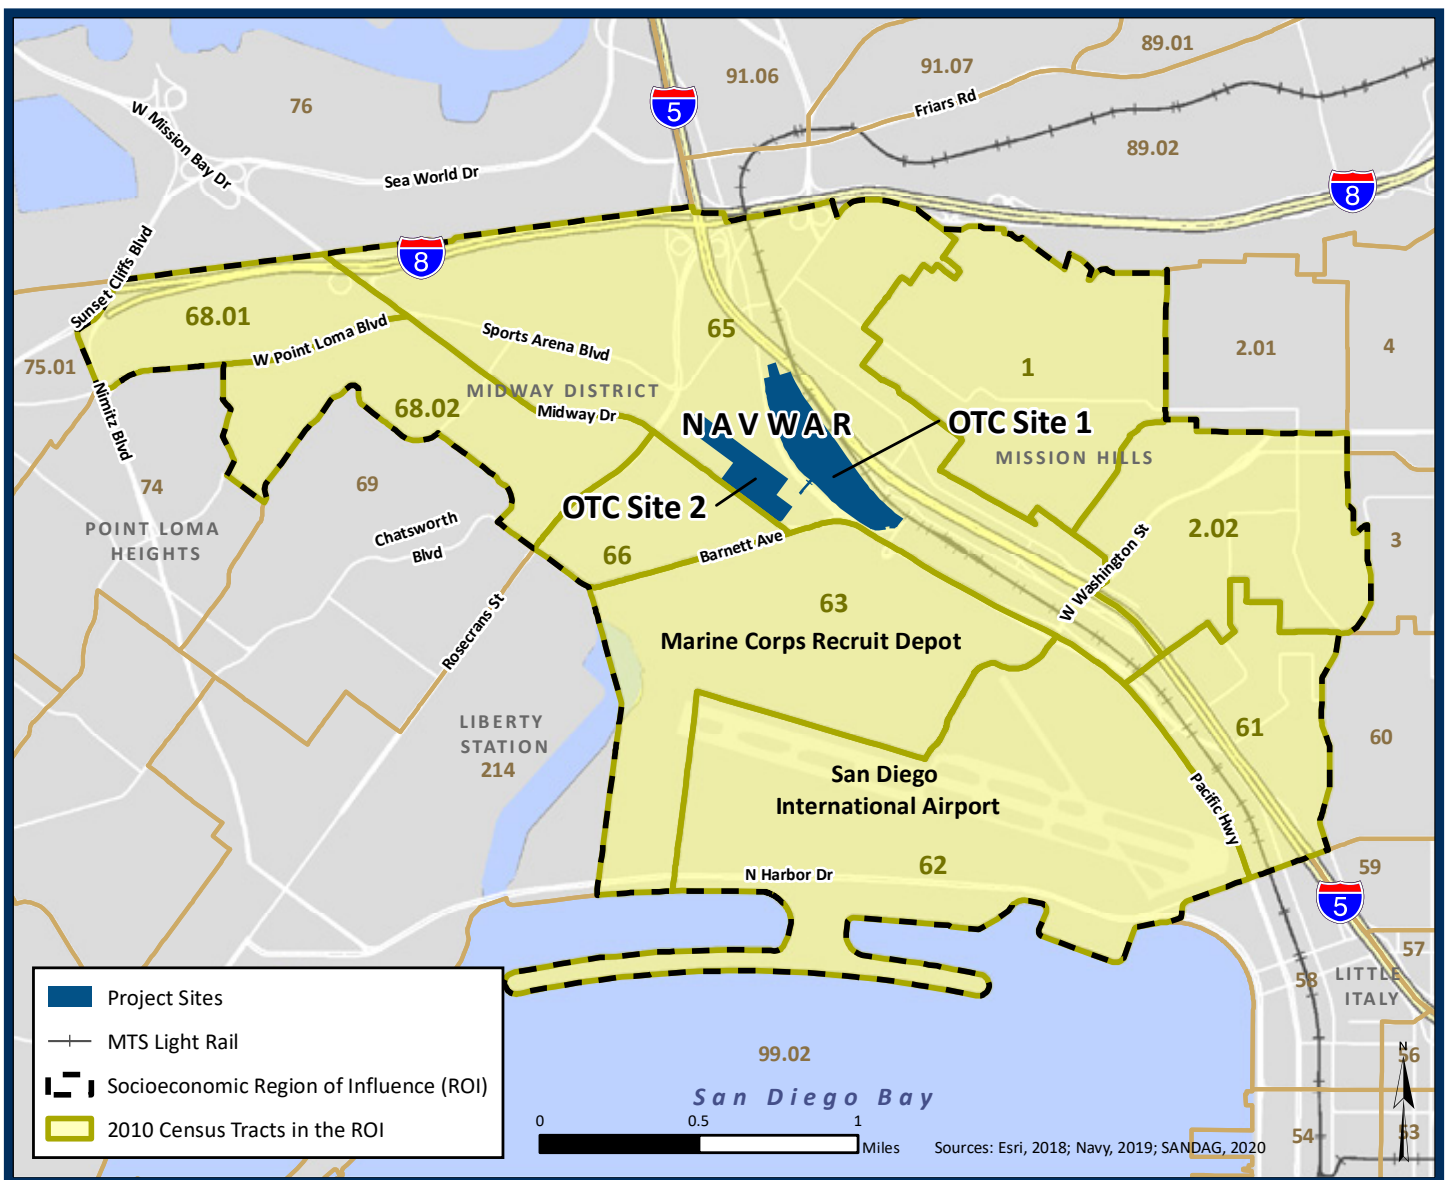 89.01
91.06
91.07
76
5
Friars Rd
W Mission Bay Dr
89.02
Sea World Dr
8
Sunset Cliffs Blvd
8
68.01
65
Sports Arena Blvd
W Point Loma Blvd
2.01
4
75.01
1
MIDWAY DISTRICT
Nimitz Blvd
68.02
Midway Dr
NAVWAR
OTC Site 1
MISSION HILLS
74
69
OTC Site 2
POINT LOMA
HEIGHTS
Chatsworth
Blvd
66
Barnett Ave
2.02
3
W Washington St
63
Marine Corps Recruit Depot
Rosecrans St
LIBERTY
STATION
214
61
60
San Diego
International Airport
Pacific Hwy
62
N Harbor Dr
59
5
57
58
LITTLE
ITALY
Project Sites
MTS Light Rail
Socioeconomic Region of Influence (ROI)
2010 Census Tracts in the ROI
99.02
San Diego Bay
0
0.5
1
Miles
Sources: Esri, 2018; Navy, 2019; SANDAG, 2020
N
56
54
53